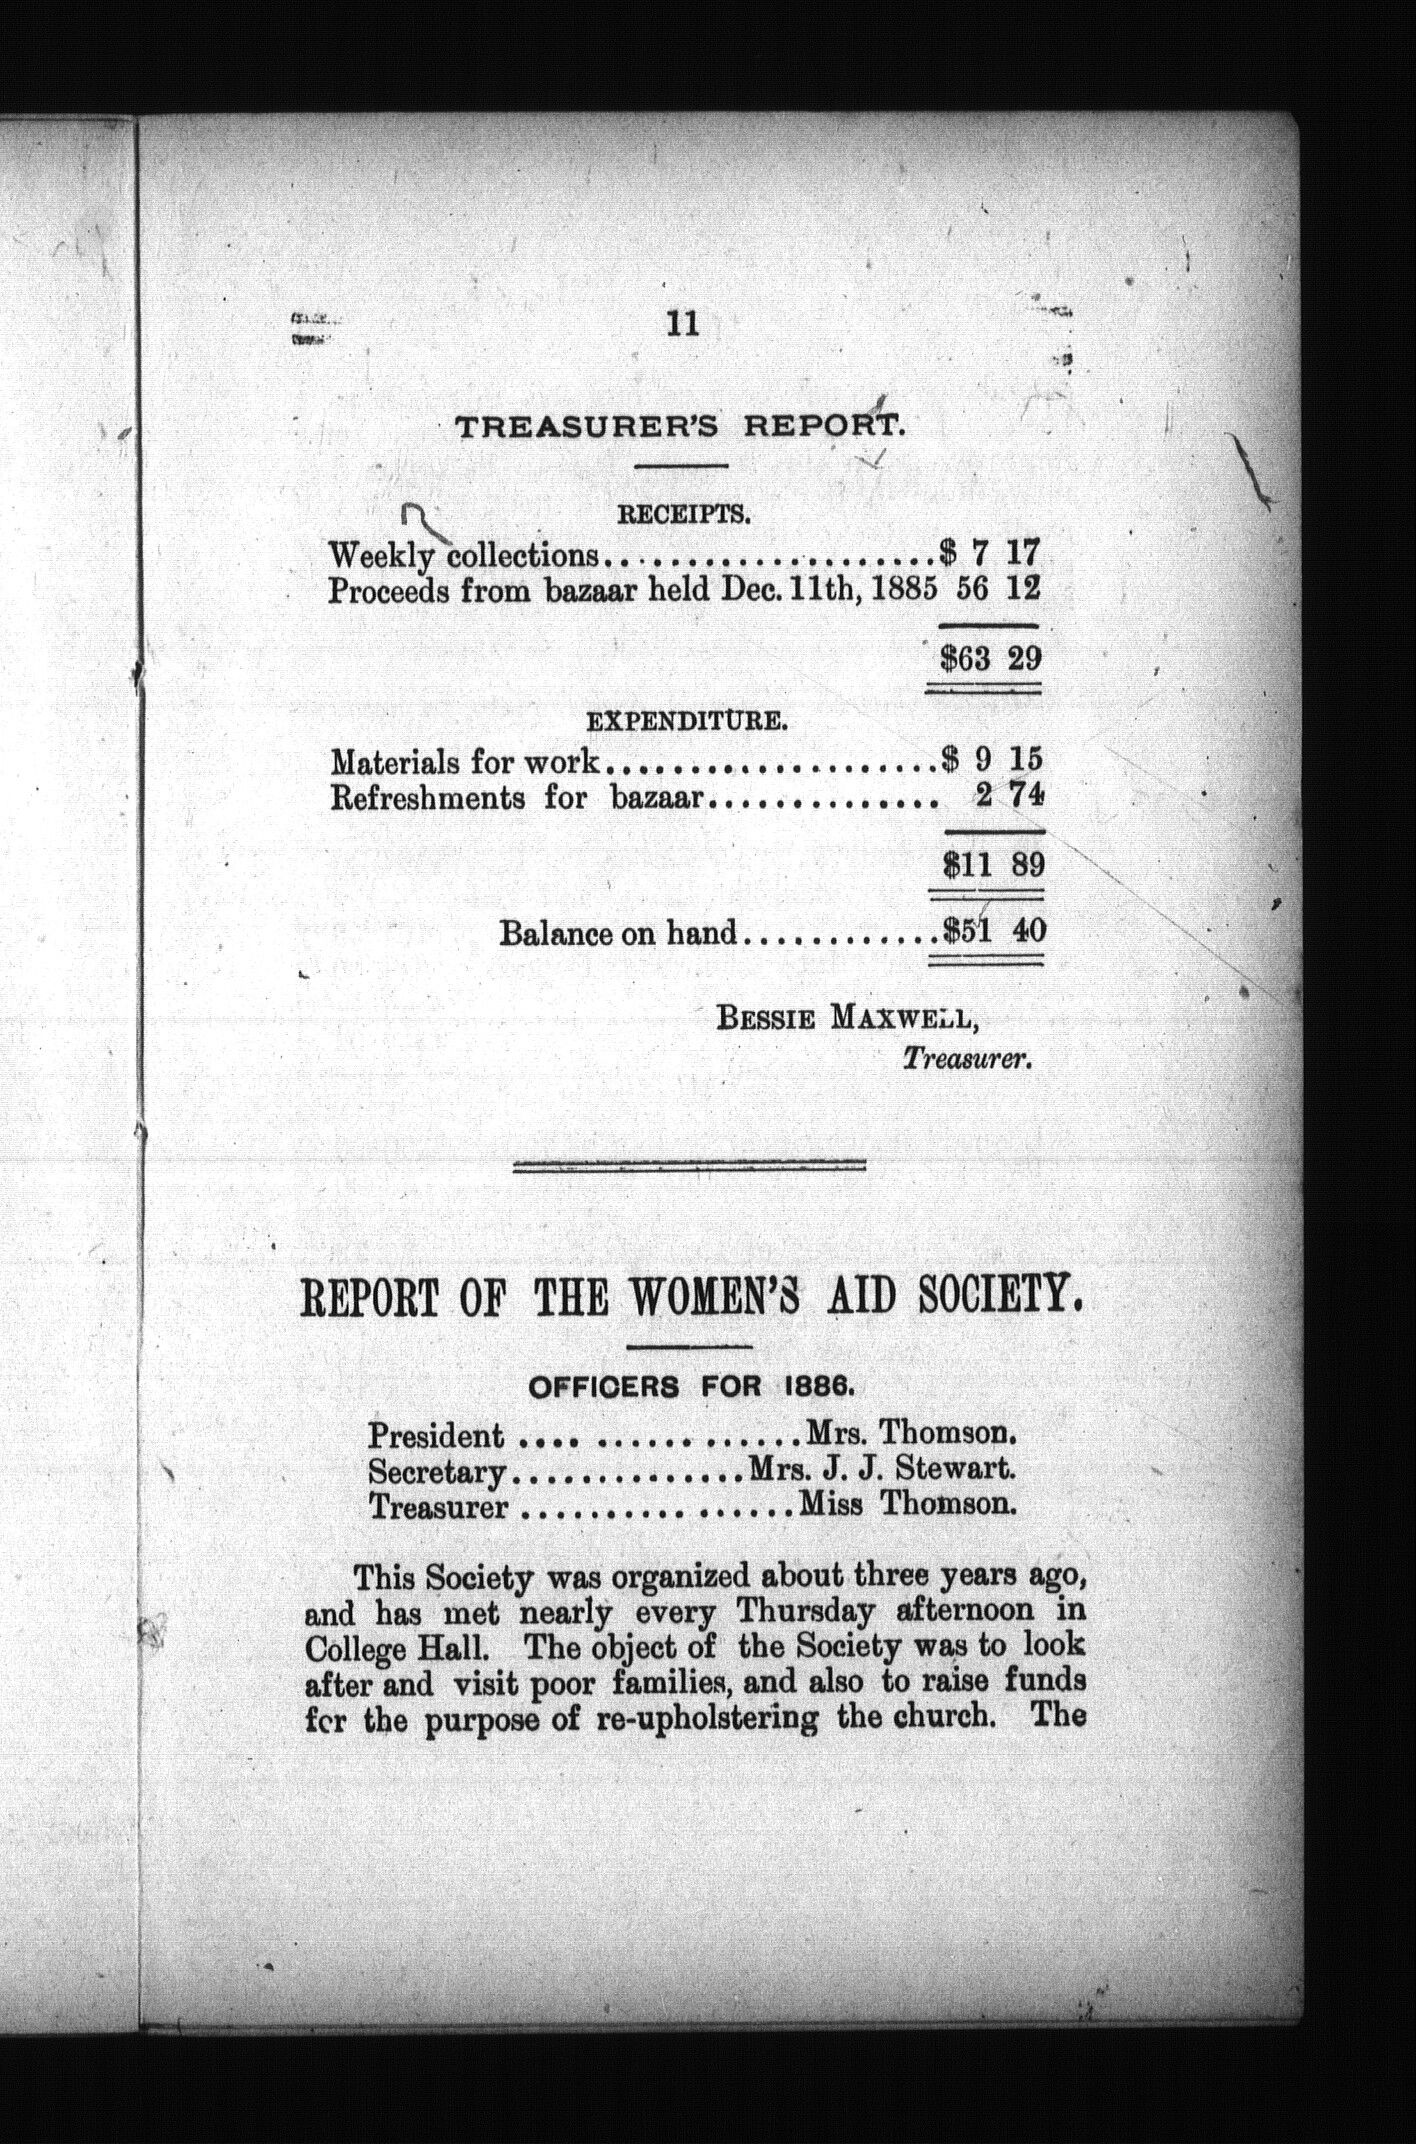 11
TREASURER'S REPORT.
RECEIPTS.
Weekly collections....................$ 7 17
Proceeds from bazaar held Dec. 11th, 1885 56 12
$63 29
EXPENDITURE.
Materials for work....................$ 9 15
Refreshments for bazaar.............. 2 74
$11 89
Balance on hand............$51 40
BESSIE MAXWELL,
Treasurer.
REPORT OF THE WOMEN'S AID SOCIETY.
OFFICERS FOR 1886.
President .... ...... ......Mrs. Thomson.
Secretary..............Mrs. J. J. Stewart.
Treasurer .......... ......Miss Thomson.
This Society was organized about three years ago,
and has met nearly every Thursday afternoon in
College Hall. The object of the Society was to look
after and visit poor families, and also to raise funds
for the purpose of re-upholstering the church. The